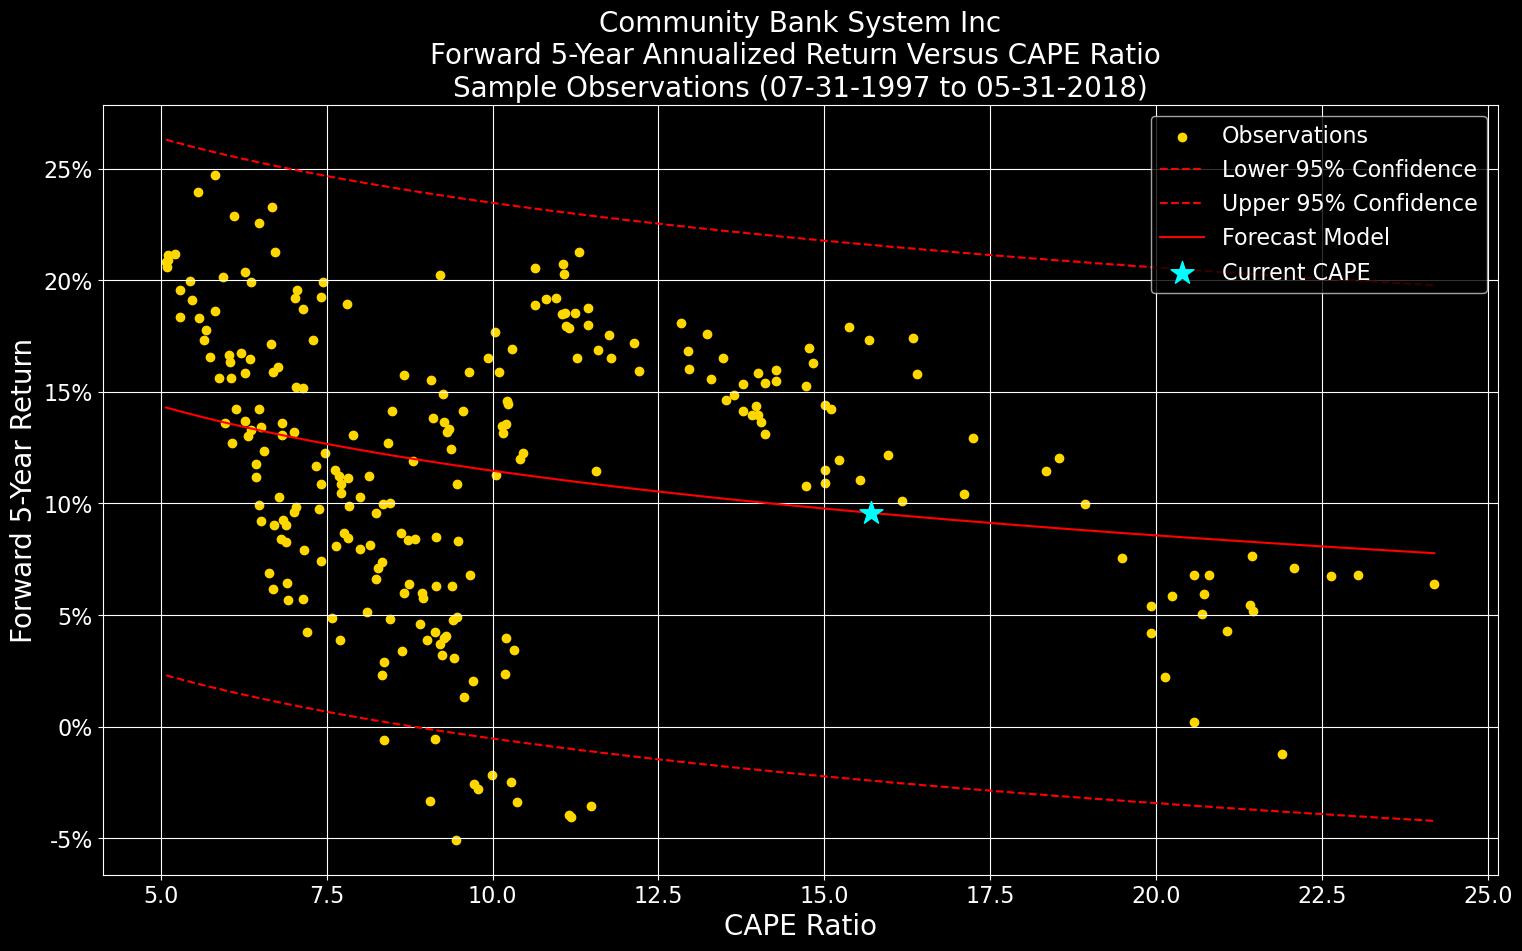 Community Bank System Inc
Forward 5-Year Annualized Return Versus CAPE Ratio
Sample Observations (07-31-1997 to 05-31-2018)
Observations
Lower 95% Confidence
Upper 95% Confidence
Forecast Model
Current CAPE
Forward 5-Year Return
25%
20%
15%
10%
5%
0%
-5%
5.0 7.5 10.0 12.5 15.0 17.5 20.0 22.5 25.0
CAPE Ratio